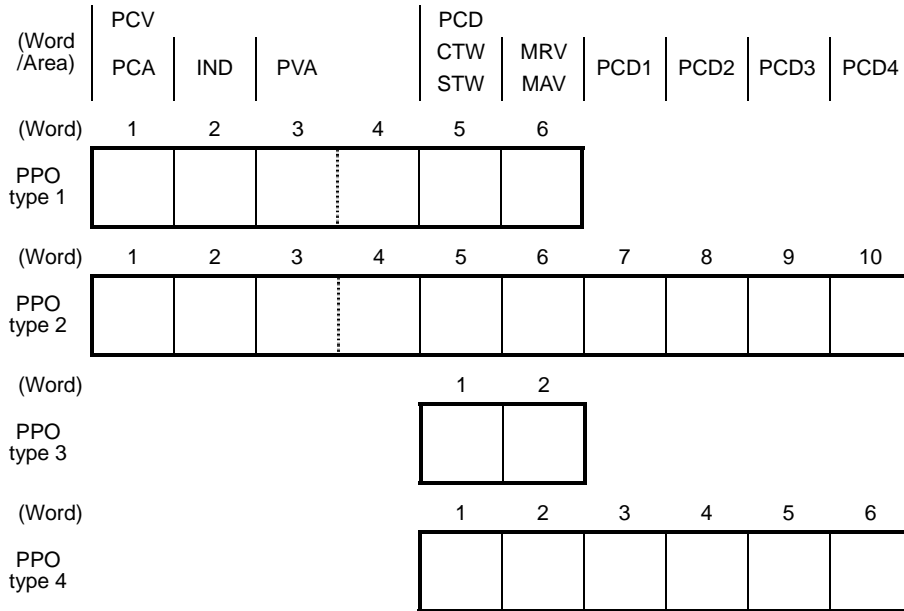 (Word
/Area)
PCV
PCD
PCA
IND
PVA
CTW
STW
MRV
MAV
PCD1
PCD2
PCD3
PCD4
(Word) 1 2 3 4 5 6
PPO
type 1
(Word) 1 2 3 4 5 6 7 8 9 10
PPO
type 2
(Word) 1 2
PPO
type 3
(Word) 1 2 3 4 5 6
PPO
type 4